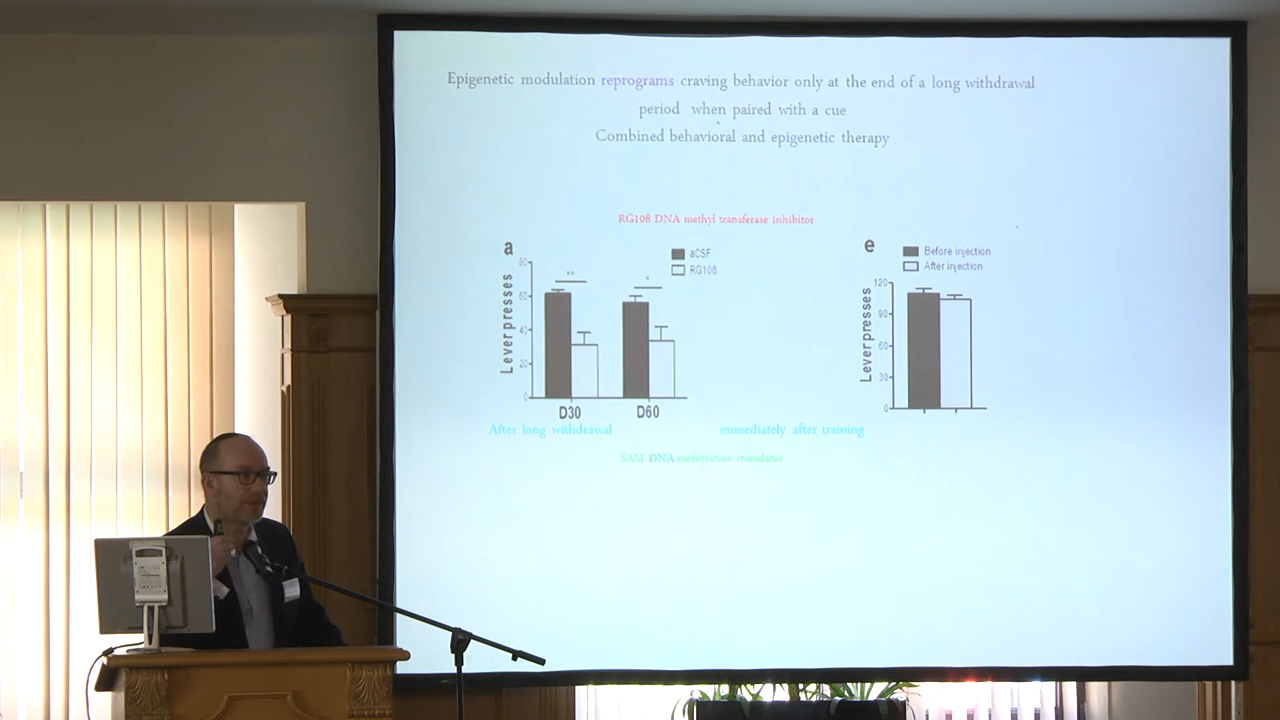 Epigenetic modulation reprograms craving behavior only at the end of a long withdrawal
period when paired with a cue
Combined behavioral and epigenetic therapy
RG108 DNA methyl transferase inhibitor
a
aCSF
RG108
Lever presses
80
60
40
20
0
**
*
D30
D60
e
Before injection
After injection
Lever presses
120
90
60
30
0
After long withdrawal
immediately after training
SAM DNA methylation stimulator